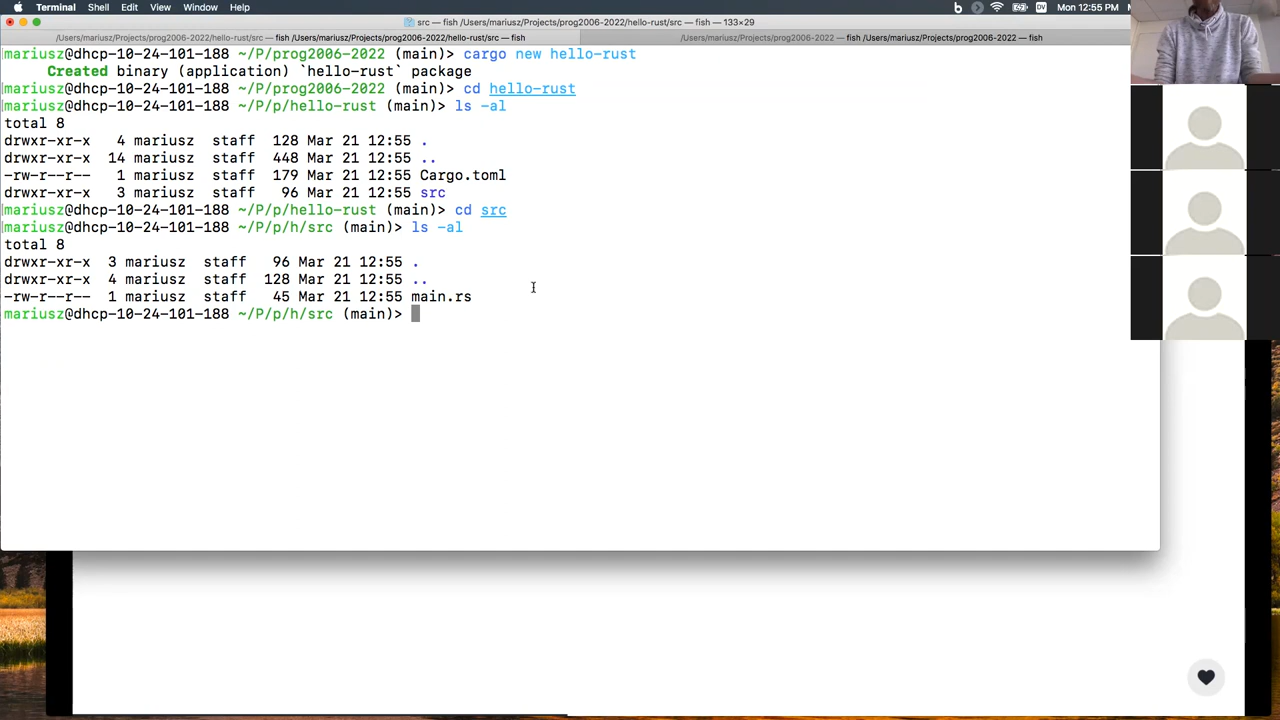 Terminal Shell Edit View Window Help DV Mon 12:55 PM
src — fish /Users/mariusz/Projects/prog2006-2022/hello-rust/src — fish — 133×29
/Users/mariusz/Projects/prog2006-2022/hello-rust/src — fish /Users/mariusz/Projects/prog2006-2022/hello-rust/src — fish
/Users/mariusz/Projects/prog2006-2022 — fish /Users/mariusz/Projects/prog2006-2022 — fish
mariusz@dhcp-10-24-101-188 ~/P/prog2006-2022 (main)> cargo new hello-rust
Created binary (application) `hello-rust` package
mariusz@dhcp-10-24-101-188 ~/P/prog2006-2022 (main)> cd hello-rust
mariusz@dhcp-10-24-101-188 ~/P/p/hello-rust (main)> ls -al
total 8
drwxr-xr-x 4 mariusz staff 128 Mar 21 12:55 .
drwxr-xr-x 14 mariusz staff 448 Mar 21 12:55 ..
-rw-r--r-- 1 mariusz staff 179 Mar 21 12:55 Cargo.toml
drwxr-xr-x 3 mariusz staff 96 Mar 21 12:55 src
mariusz@dhcp-10-24-101-188 ~/P/p/hello-rust (main)> cd src
mariusz@dhcp-10-24-101-188 ~/P/p/h/src (main)> ls -al
total 8
drwxr-xr-x 3 mariusz staff 96 Mar 21 12:55 .
drwxr-xr-x 4 mariusz staff 128 Mar 21 12:55 ..
-rw-r--r-- 1 mariusz staff 45 Mar 21 12:55 main.rs
mariusz@dhcp-10-24-101-188 ~/P/p/h/src (main)>